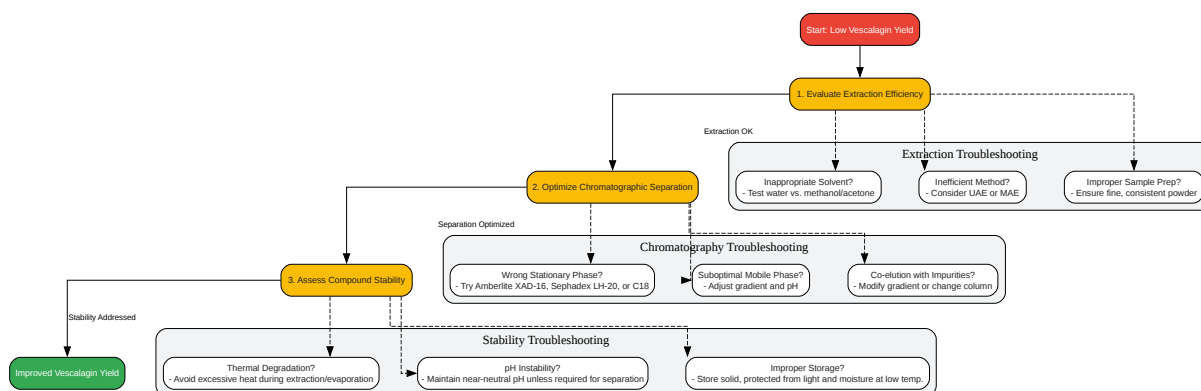 Start: Low Vescalagin Yield
1. Evaluate Extraction Efficiency
Extraction OK
Extraction Troubleshooting
Inappropriate Solvent?
- Test water vs. methanol/acetone
Inefficient Method?
- Consider UAE or MAE
Improper Sample Prep?
- Ensure fine, consistent powder
2. Optimize Chromatographic Separation
Separation Optimized
Chromatography Troubleshooting
Wrong Stationary Phase?
- Try Amberlite XAD-16, Sephadex LH-20, or C18
Suboptimal Mobile Phase?
- Adjust gradient and pH
Co-elution with Impurities?
- Modify gradient or change column
3. Assess Compound Stability
Stability Addressed
Stability Troubleshooting
Thermal Degradation?
- Avoid excessive heat during extraction/evaporation
pH Instability?
- Maintain near-neutral pH unless required for separation
Improper Storage?
- Store solid, protected from light and moisture at low temp.
Improved Vescalagin Yield